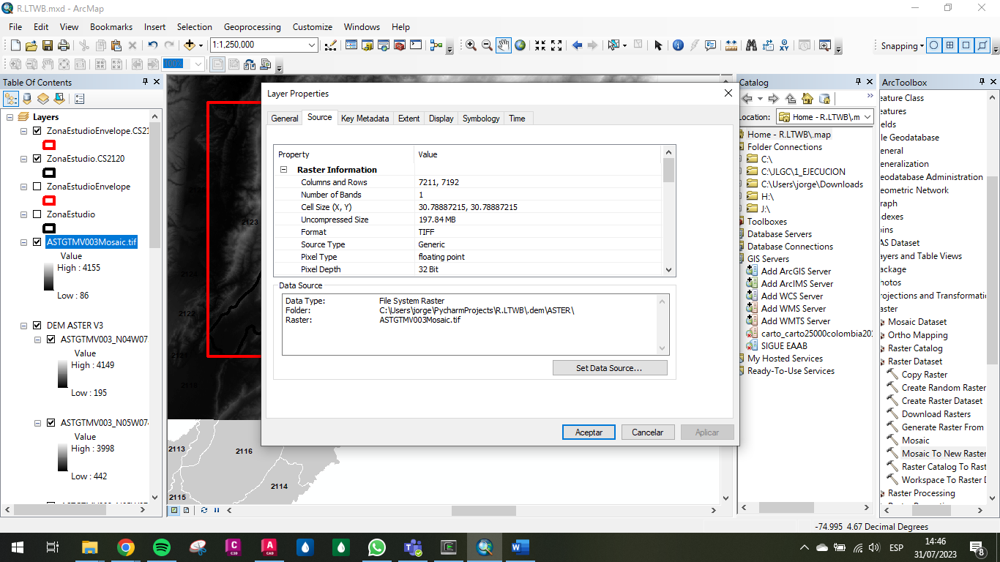 R.LTWB.mxd - ArcMap
File Edit View Bookmarks Insert Selection Geoprocessing Customize Windows Help
1:1,250,000
Snapping
100%
Table Of Contents
Layers
ZonaEstudioEnvelope.CS21
ZonaEstudio.CS2120
ZonaEstudioEnvelope
ZonaEstudio
ASTGTMV003Mosaic.tif
Value
High : 4155
Low : 86
DEM ASTER V3
ASTGTMV003_N04W07
Value
High : 4149
Low : 195
ASTGTMV003_N05W074
Value
High : 3998
Low : 442
2123
2124
2113
2116
2114
2115
Layer Properties
General Source Key Metadata Extent Display Symbology Time
Property Value
Raster Information
Columns and Rows 7211, 7192
Number of Bands 1
Cell Size (X, Y) 30.78887215, 30.78887215
Uncompressed Size 197.84 MB
Format TIFF
Source Type Generic
Pixel Type floating point
Pixel Depth 32 Bit
Data Source
Data Type: File System Raster
Folder: C:\Users\jorge\PycharmProjects\R.LTWB\.dem\ASTER\
Raster: ASTGTMV003Mosaic.tif
Set Data Source...
Aceptar Cancelar Aplicar
Catalog
ocation: Home - R.LTWB\.m
Home - R.LTWB\.map
Folder Connections
C:\
C:\JLGC\1_EJECUCION
C:\Users\jorge\Downloads
H:\
J:\
Toolboxes
Database Servers
Database Connections
GIS Servers
Add ArcGIS Server
Add ArcIMS Server
Add WCS Server
Add WMS Server
Add WMTS Server
carto_carto25000colombia201
SIGUE EAAB
My Hosted Services
Ready-To-Use Services
ArcToolbox
eature Class
eatures
elds
le Geodatabase
eneral
eneralization
eodatabase Administration
eometric Network
raph
dexes
oins
AS Dataset
ayers and Table Views
ackage
hotos
rojections and Transformation
aster
Mosaic Dataset
Ortho Mapping
Raster Catalog
Raster Dataset
Copy Raster
Create Random Raster
Create Raster Dataset
Download Rasters
Generate Raster From
Mosaic
Mosaic To New Raster
Raster Catalog To Rast
Workspace To Raster D
Raster Processing
-74.995 4.67 Decimal Degrees
ESP
14:46
31/07/2023
8